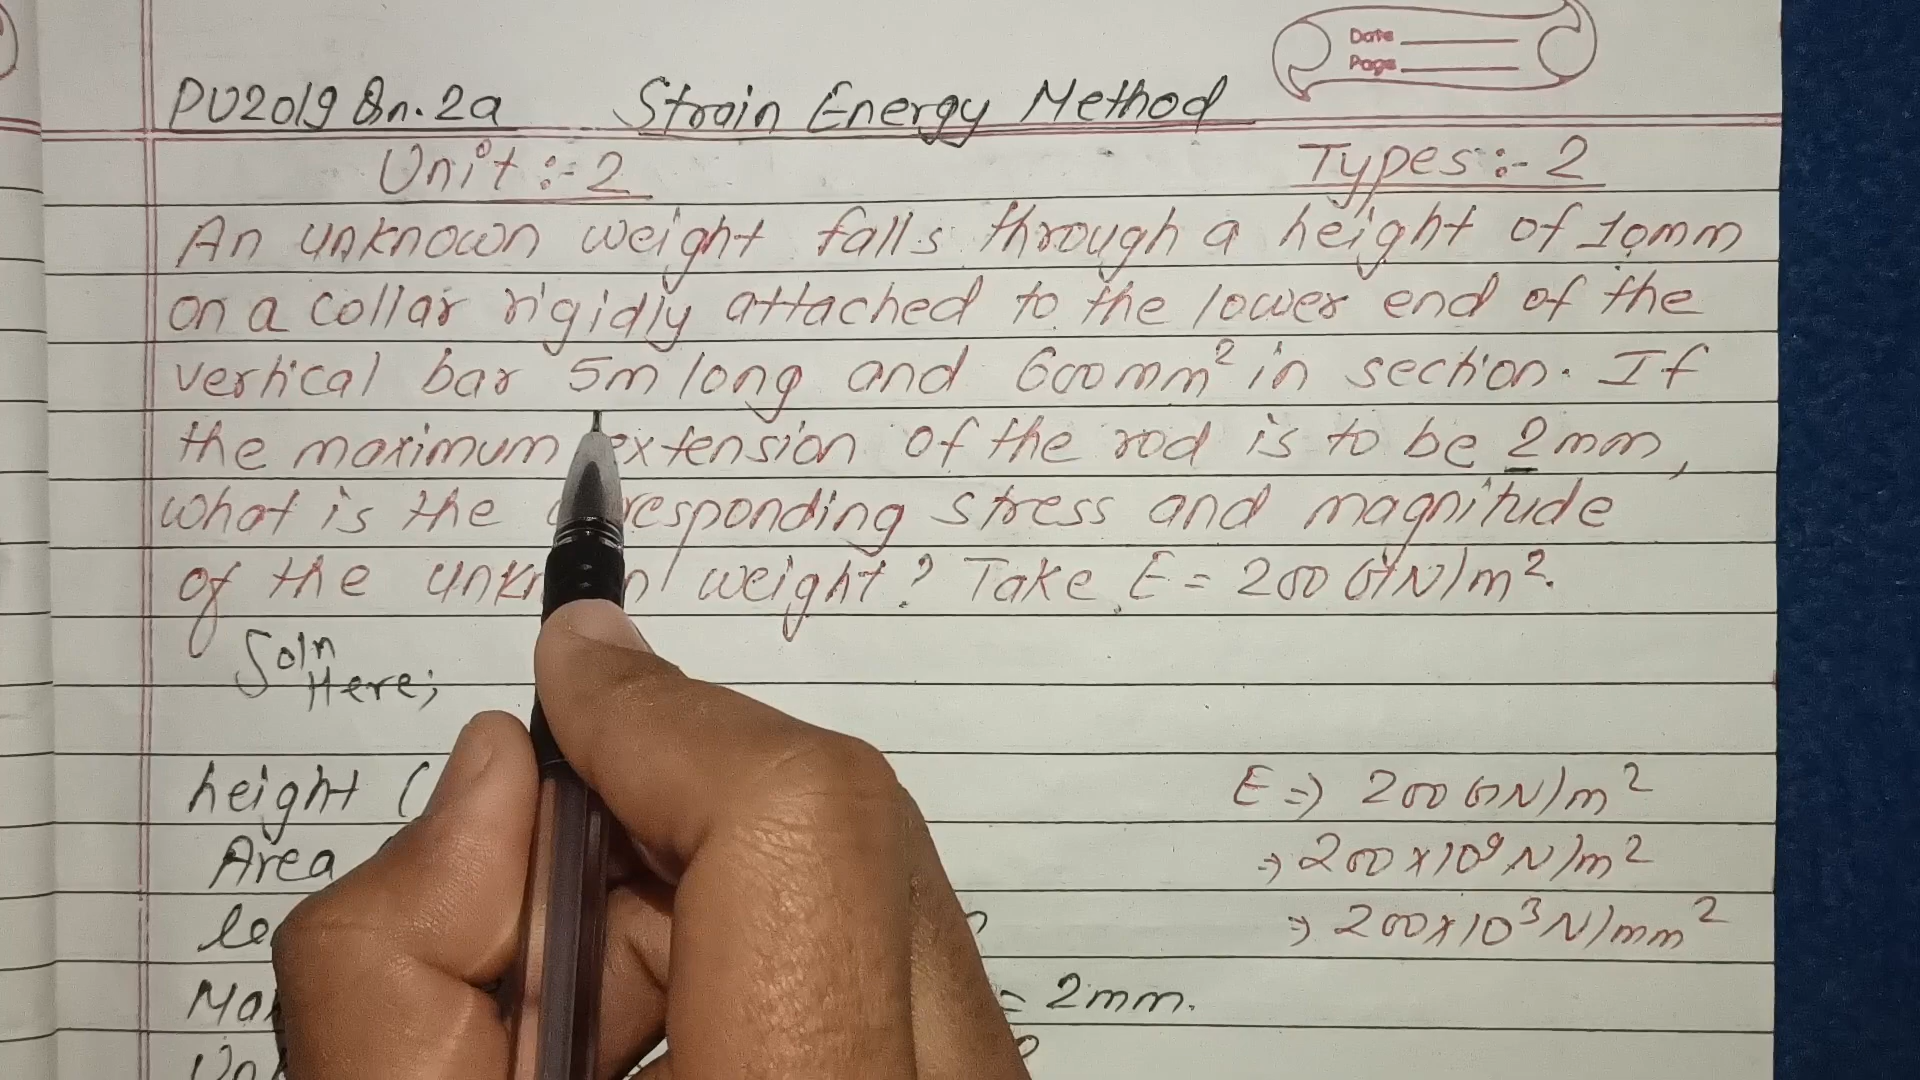 Date
Page
PU2019 Qn.2a Strain Energy Method
Unit :- 2 Types :- 2
An unknown weight falls through a height of 10mm
on a collar rigidly attached to the lower end of the
vertical bar 5m long and 600mm² in section. If
the maximum extension of the rod is to be 2mm,
what is the responding stress and magnitude
of the weight? Take E = 200 GN/m².
Soln
Here;
height ( E => 200 GN/m²
Area => 200×10⁹ N/m²
le => 200×10³ N/mm²
= 2mm.